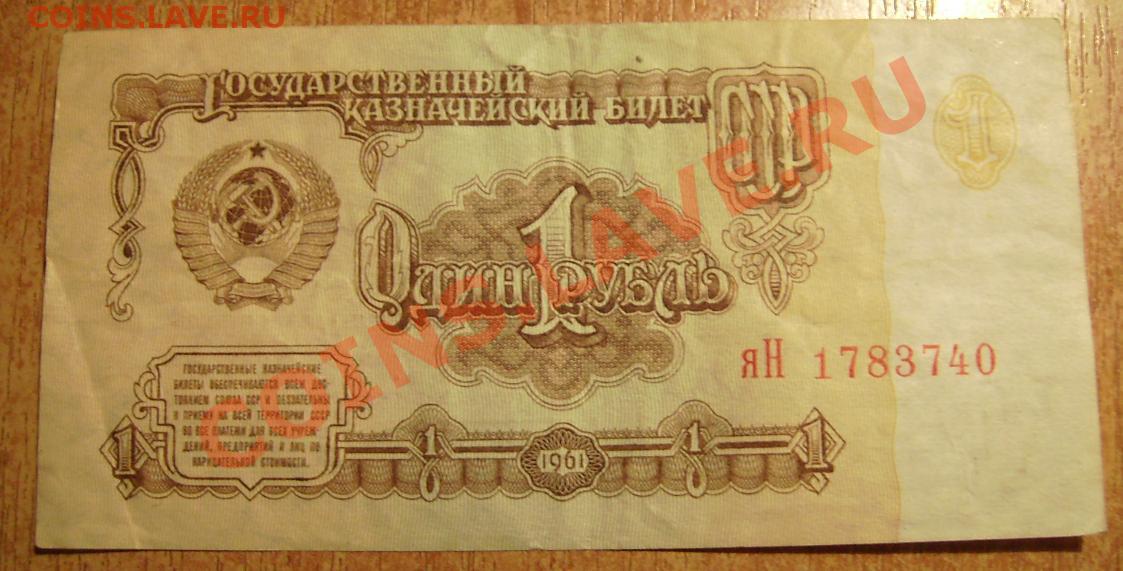 COINS.LAVE.RU
ГОСУДАРСТВЕННЫЙ
КАЗНАЧЕЙСКИЙ БИЛЕТ
1
1
ОДИН РУБЛЬ
яН 1783740
ГОСУДАРСТВЕННЫЕ КАЗНАЧЕЙСКИЕ
БИЛЕТЫ ОБЕСПЕЧИВАЮТСЯ ВСЕМ ДОС-
ТОЯНИЕМ СОЮЗА ССР И ОБЯЗАТЕЛЬНЫ
К ПРИЕМУ НА ВСЕЙ ТЕРРИТОРИИ СССР
ВО ВСЕ ПЛАТЕЖИ ДЛЯ ВСЕХ УЧРЕЖ-
ДЕНИЙ, ПРЕДПРИЯТИЙ И ЛИЦ ПО
НАРИЦАТЕЛЬНОЙ СТОИМОСТИ.
1 1 1961 1 1
COINS.LAVE.RU